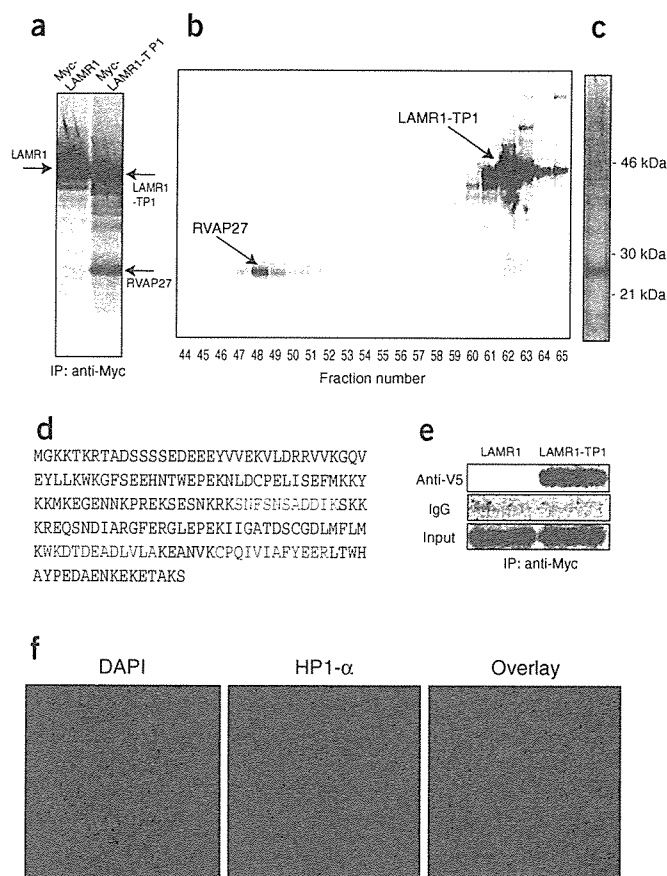 a
b
c
Myc-
LAMR1
Myc-
LAMR1-T P1
LAMR1
LAMR1
-TP1
RVAP27
IP: anti-Myc
LAMR1-TP1
RVAP27
44 45 46 47 48 49 50 51 52 53 54 55 56 57 58 59 60 61 62 63 64 65
Fraction number
- 46 kDa
- 30 kDa
- 21 kDa
d
MGKKTKRTADSSSSEDEEEYVVEKVLDRRVVKGQV
EYLLKWKGFSEEHNTWEPEKNLDCPELISEFMKKY
KKMKEGENNKPREKSESNKRKSNFSNSADDIKSKK
KREQSNDIARGFERGLEPEKIIGATDSCGDLMFLM
KWKDTDEADLVLAKEANVKCPQIVIAFYEERLTWH
AYPEDAENKEKETAKS
e
LAMR1 LAMR1-TP1
Anti-V5
IgG
Input
IP: anti-Myc
f
DAPI
HP1-α
Overlay